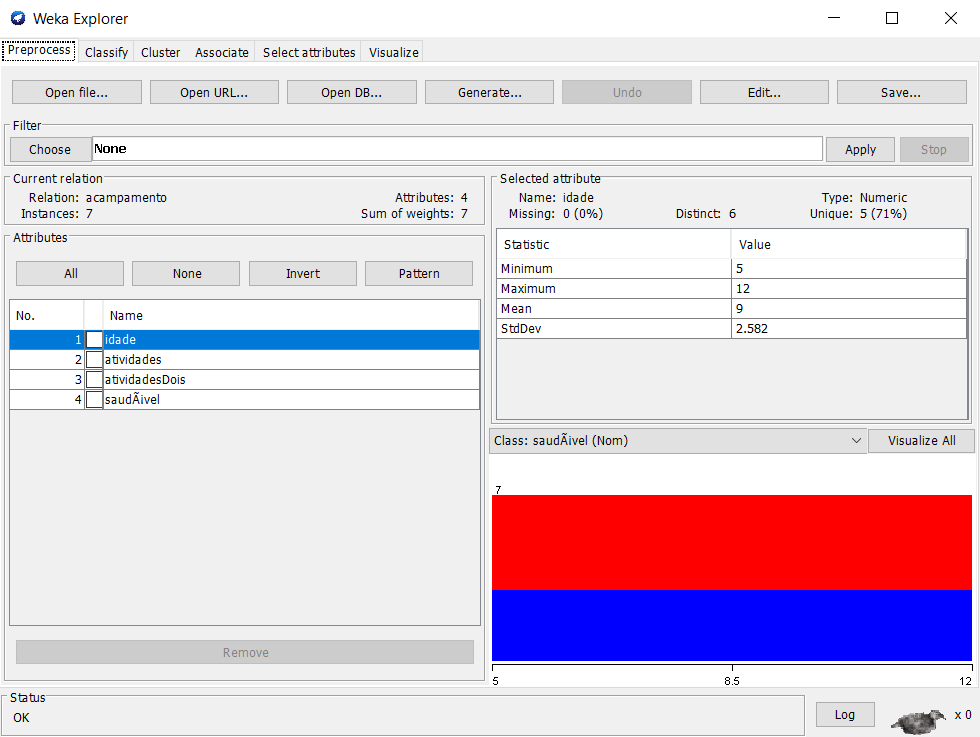 Weka Explorer
Preprocess Classify Cluster Associate Select attributes Visualize
Open file... Open URL... Open DB... Generate... Undo Edit... Save...
Filter
Choose None Apply Stop
Current relation
Relation: acampamento Attributes: 4
Instances: 7 Sum of weights: 7
Attributes
All None Invert Pattern
No. Name
1 idade
2 atividades
3 atividadesDois
4 saudÃivel
Remove
Selected attribute
Name: idade Type: Numeric
Missing: 0 (0%) Distinct: 6 Unique: 5 (71%)
Statistic Value
Minimum 5
Maximum 12
Mean 9
StdDev 2.582
Class: saudÃivel (Nom) Visualize All
7
5 8.5 12
Status
OK
Log x 0